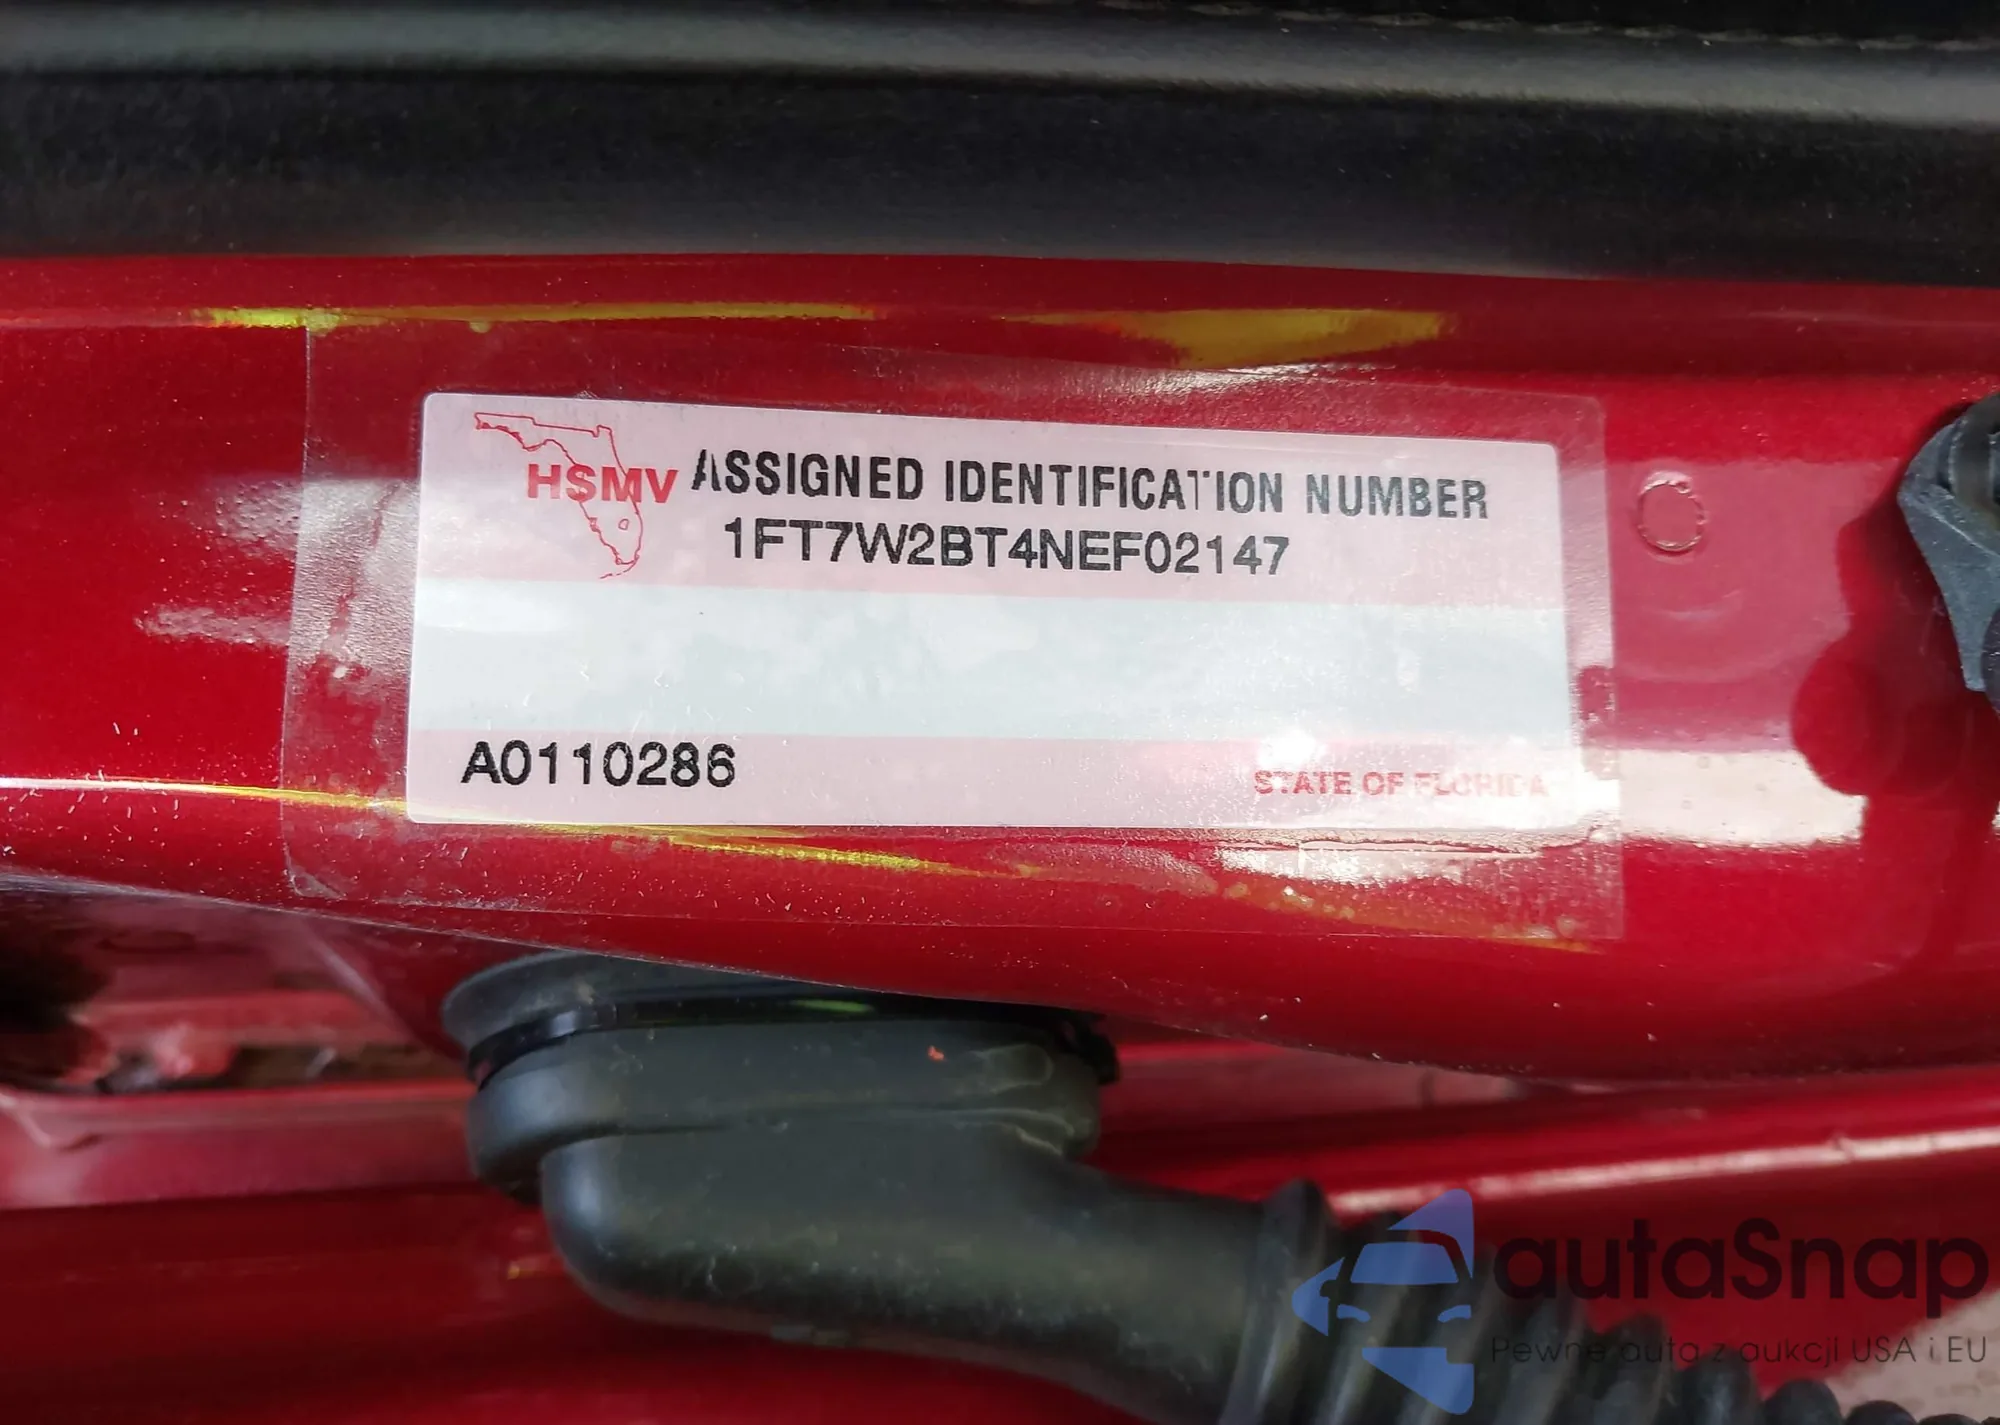 HSMV ASSIGNED IDENTIFICATION NUMBER
1FT7W2BT4NEF02147
A0110286
STATE OF FLORIDA
autaSnap
Pewne auta z aukcji USA i EU